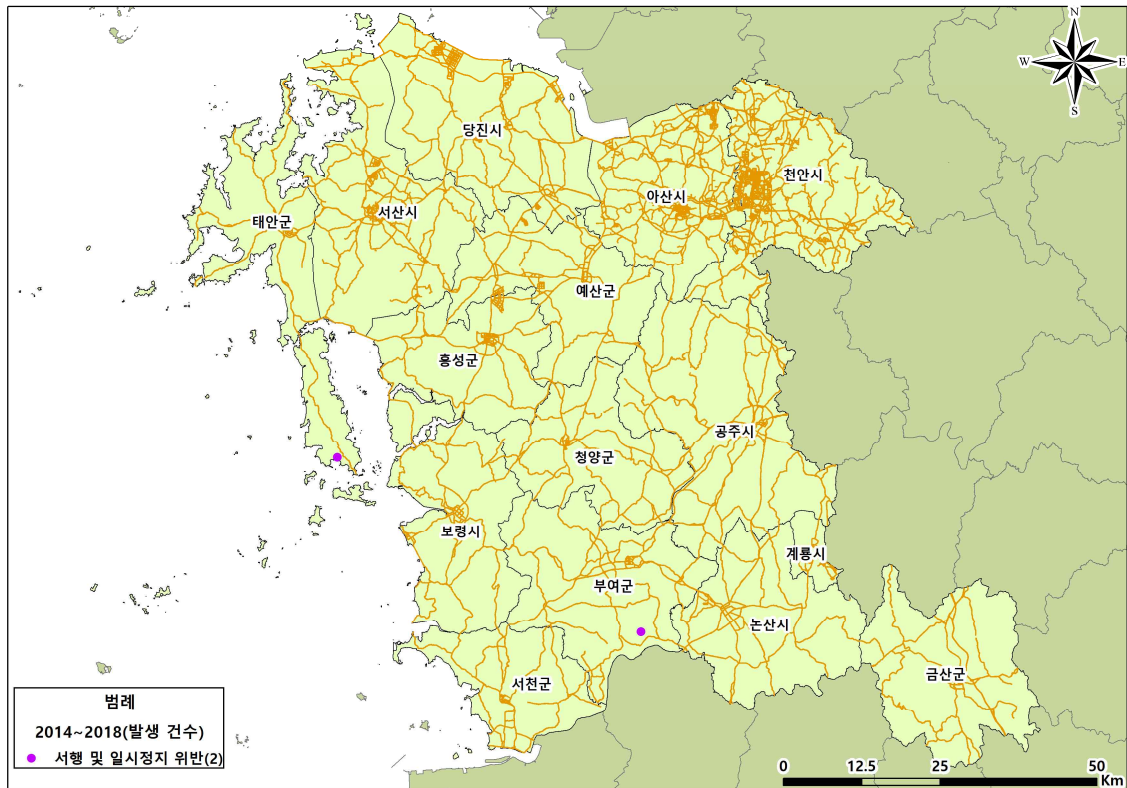 N
W
E
S
당진시
천안시
아산시
서산시
태안군
예산군
홍성군
공주시
청양군
보령시
계룡시
부여군
논산시
금산군
서천군
범례
2014~2018(발생 건수)
서행 및 일시정지 위반(2)
0 12.5 25 50
Km